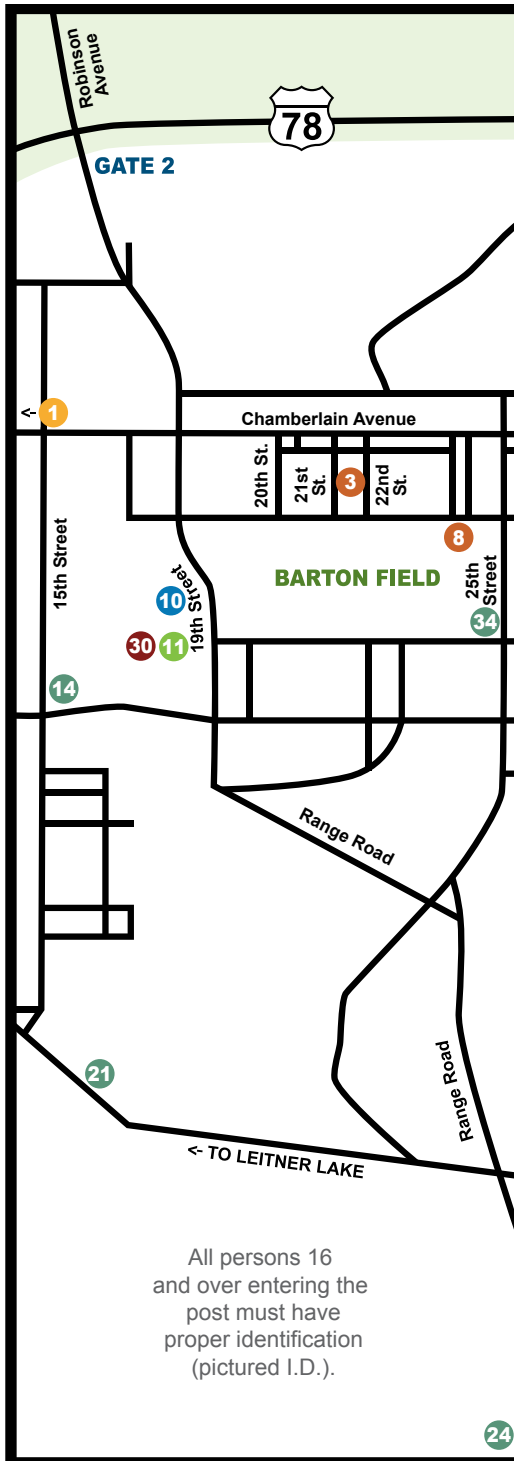 Robinson
Avenue
78
GATE 2
<- 1
Chamberlain Avenue
20th St.
21st
St.
3
22nd
St.
8
15th Street
19th Street
10
BARTON FIELD
25th
Street
34
30
11
14
Range Road
21
Range Road
<- TO LEITNER LAKE
All persons 16
and over entering the
post must have
proper identification
(pictured I.D.).
24